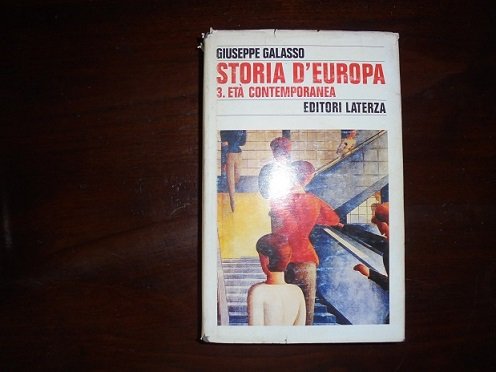 GIUSEPPE GALASSO
STORIA D'EUROPA
3. ETÀ CONTEMPORANEA
EDITORI LATERZA